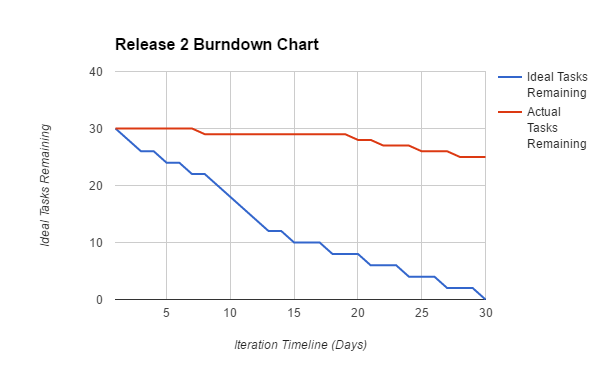 Release 2 Burndown Chart
40
30
20
10
0
Ideal Tasks Remaining
5
10
15
20
25
30
Iteration Timeline (Days)
Ideal Tasks
Remaining
Actual
Tasks
Remaining